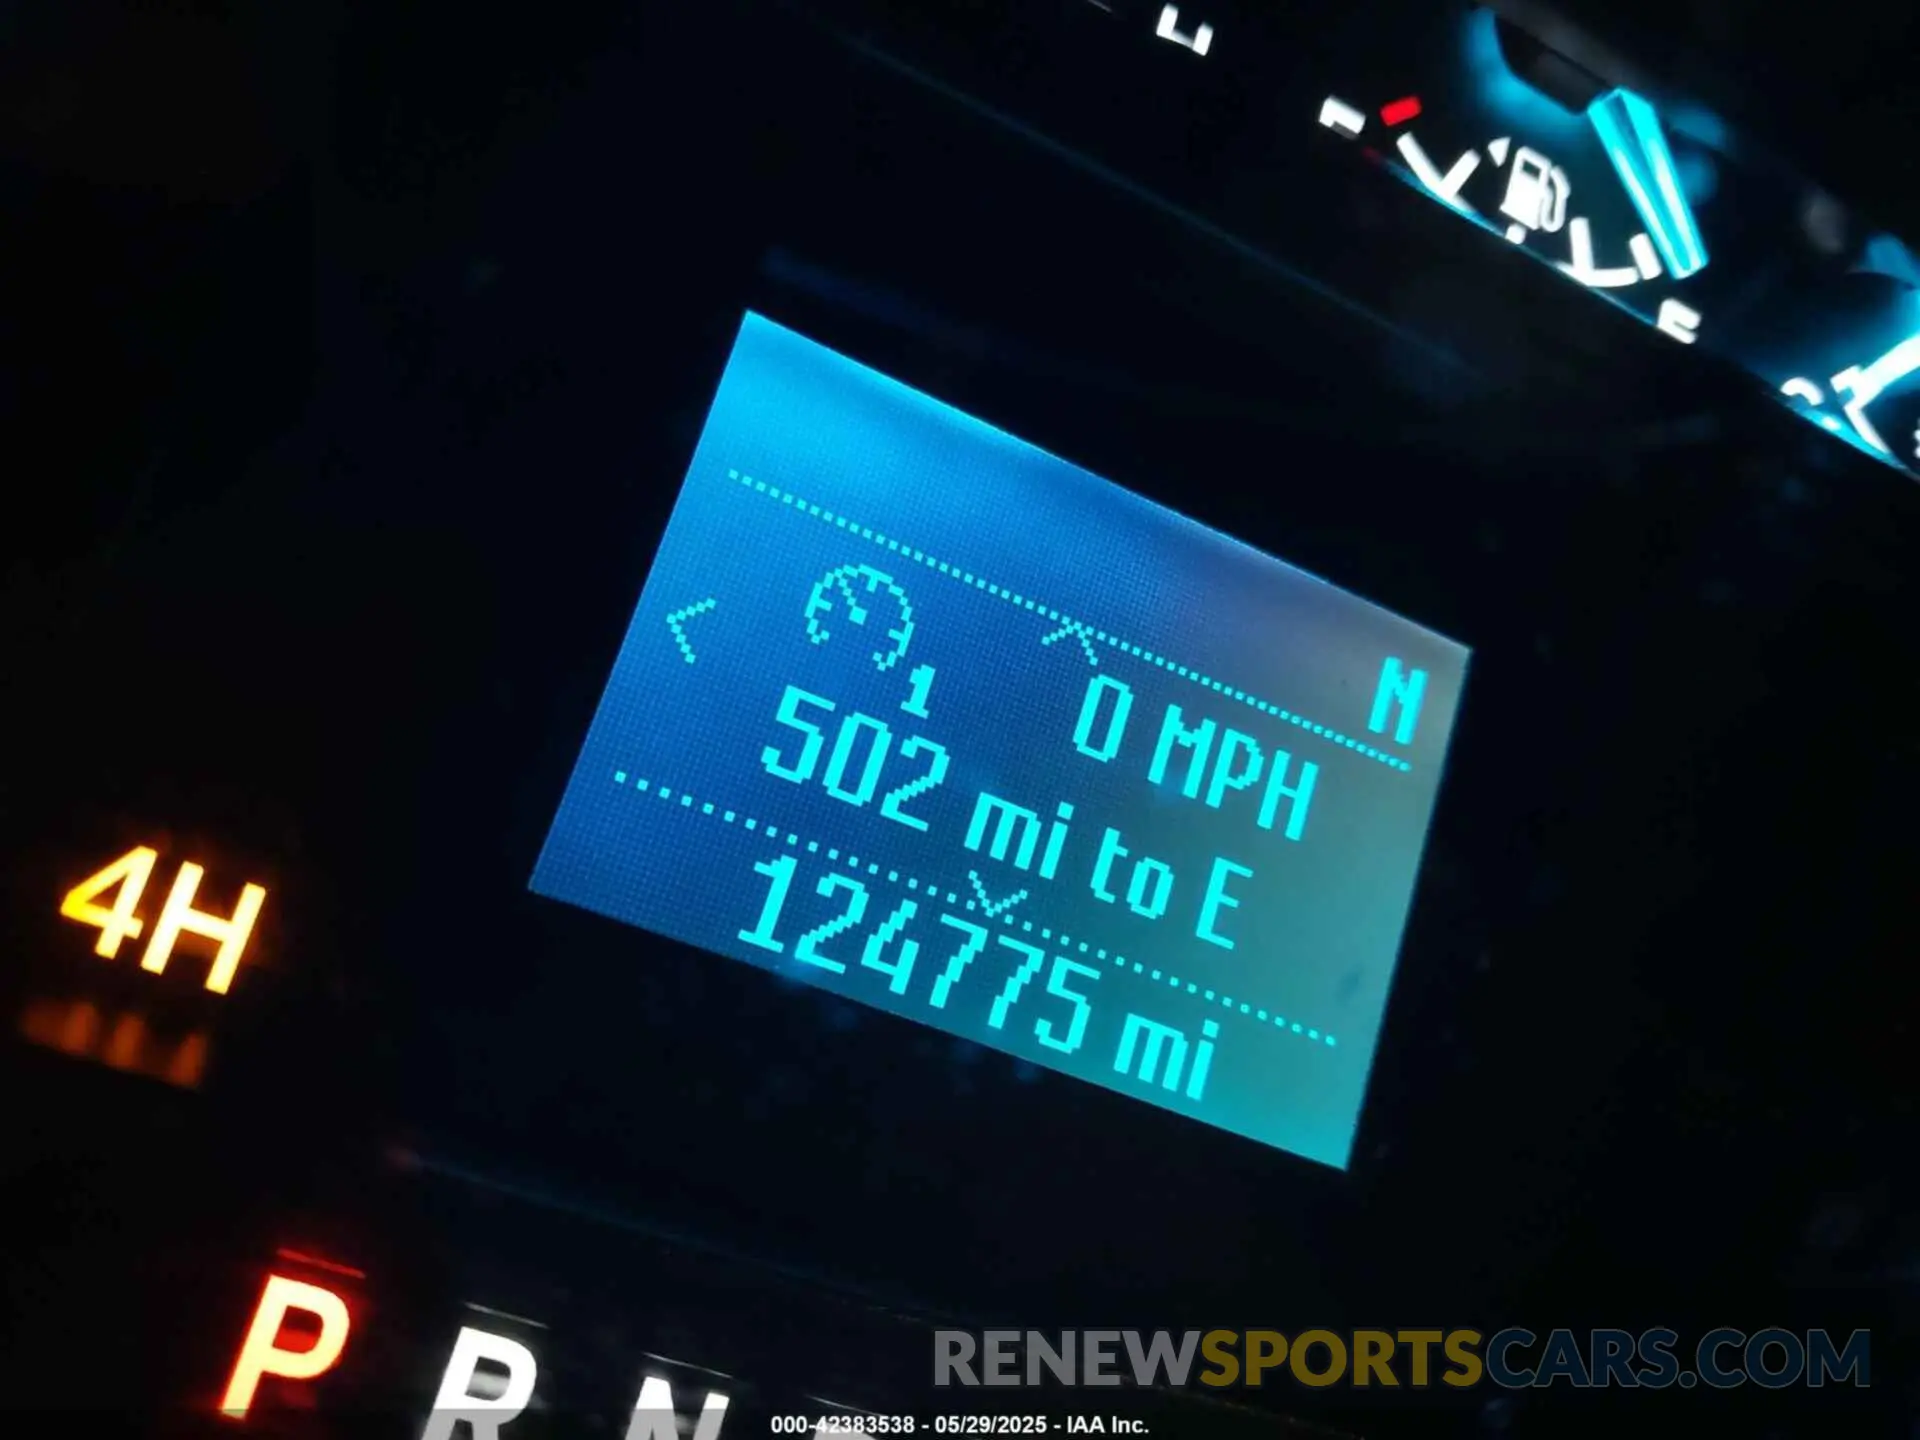 N
1
0 MPH
502 mi to E
124775 mi
4H
P R N
RENEWSPORTSCARS.COM
000-42383538 - 05/29/2025 - IAA Inc.